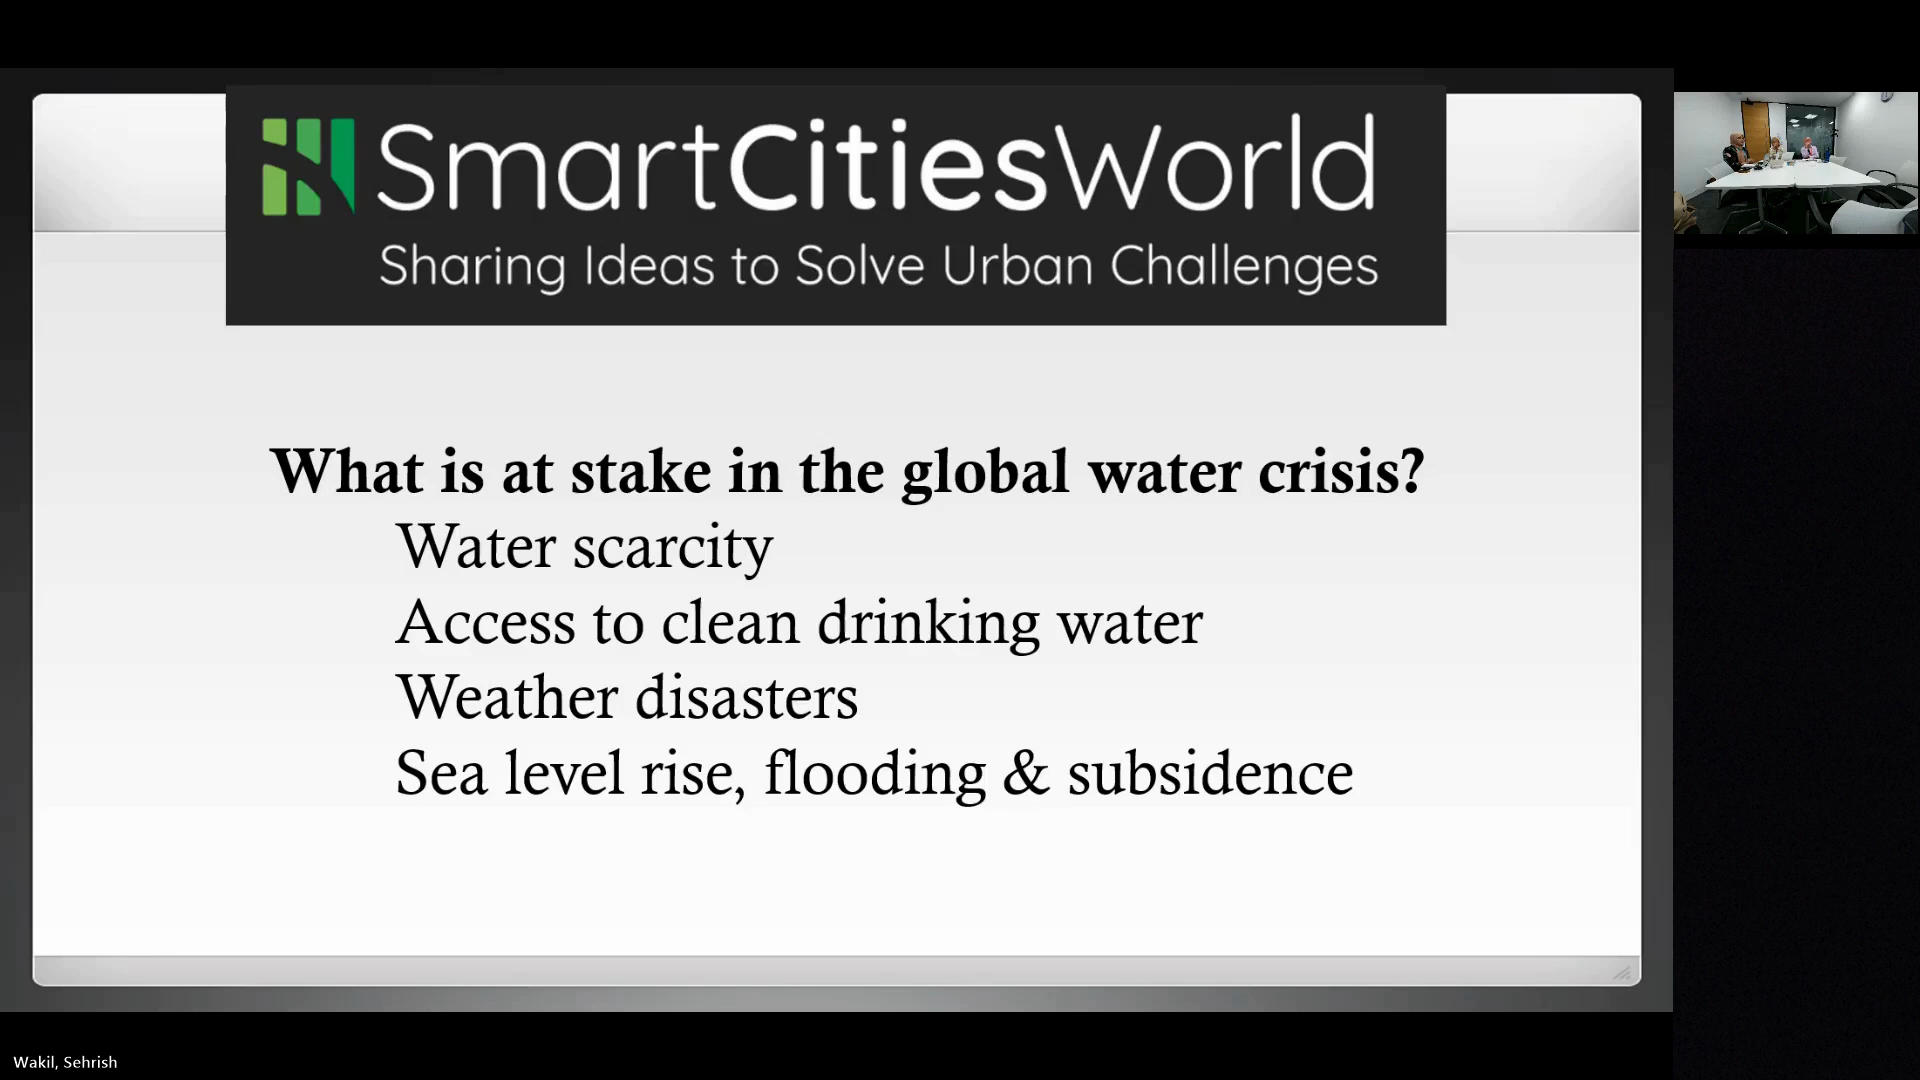 SmartCitiesWorld
Sharing Ideas to Solve Urban Challenges
What is at stake in the global water crisis?
Water scarcity
Access to clean drinking water
Weather disasters
Sea level rise, flooding & subsidence
Wakil, Sehrish